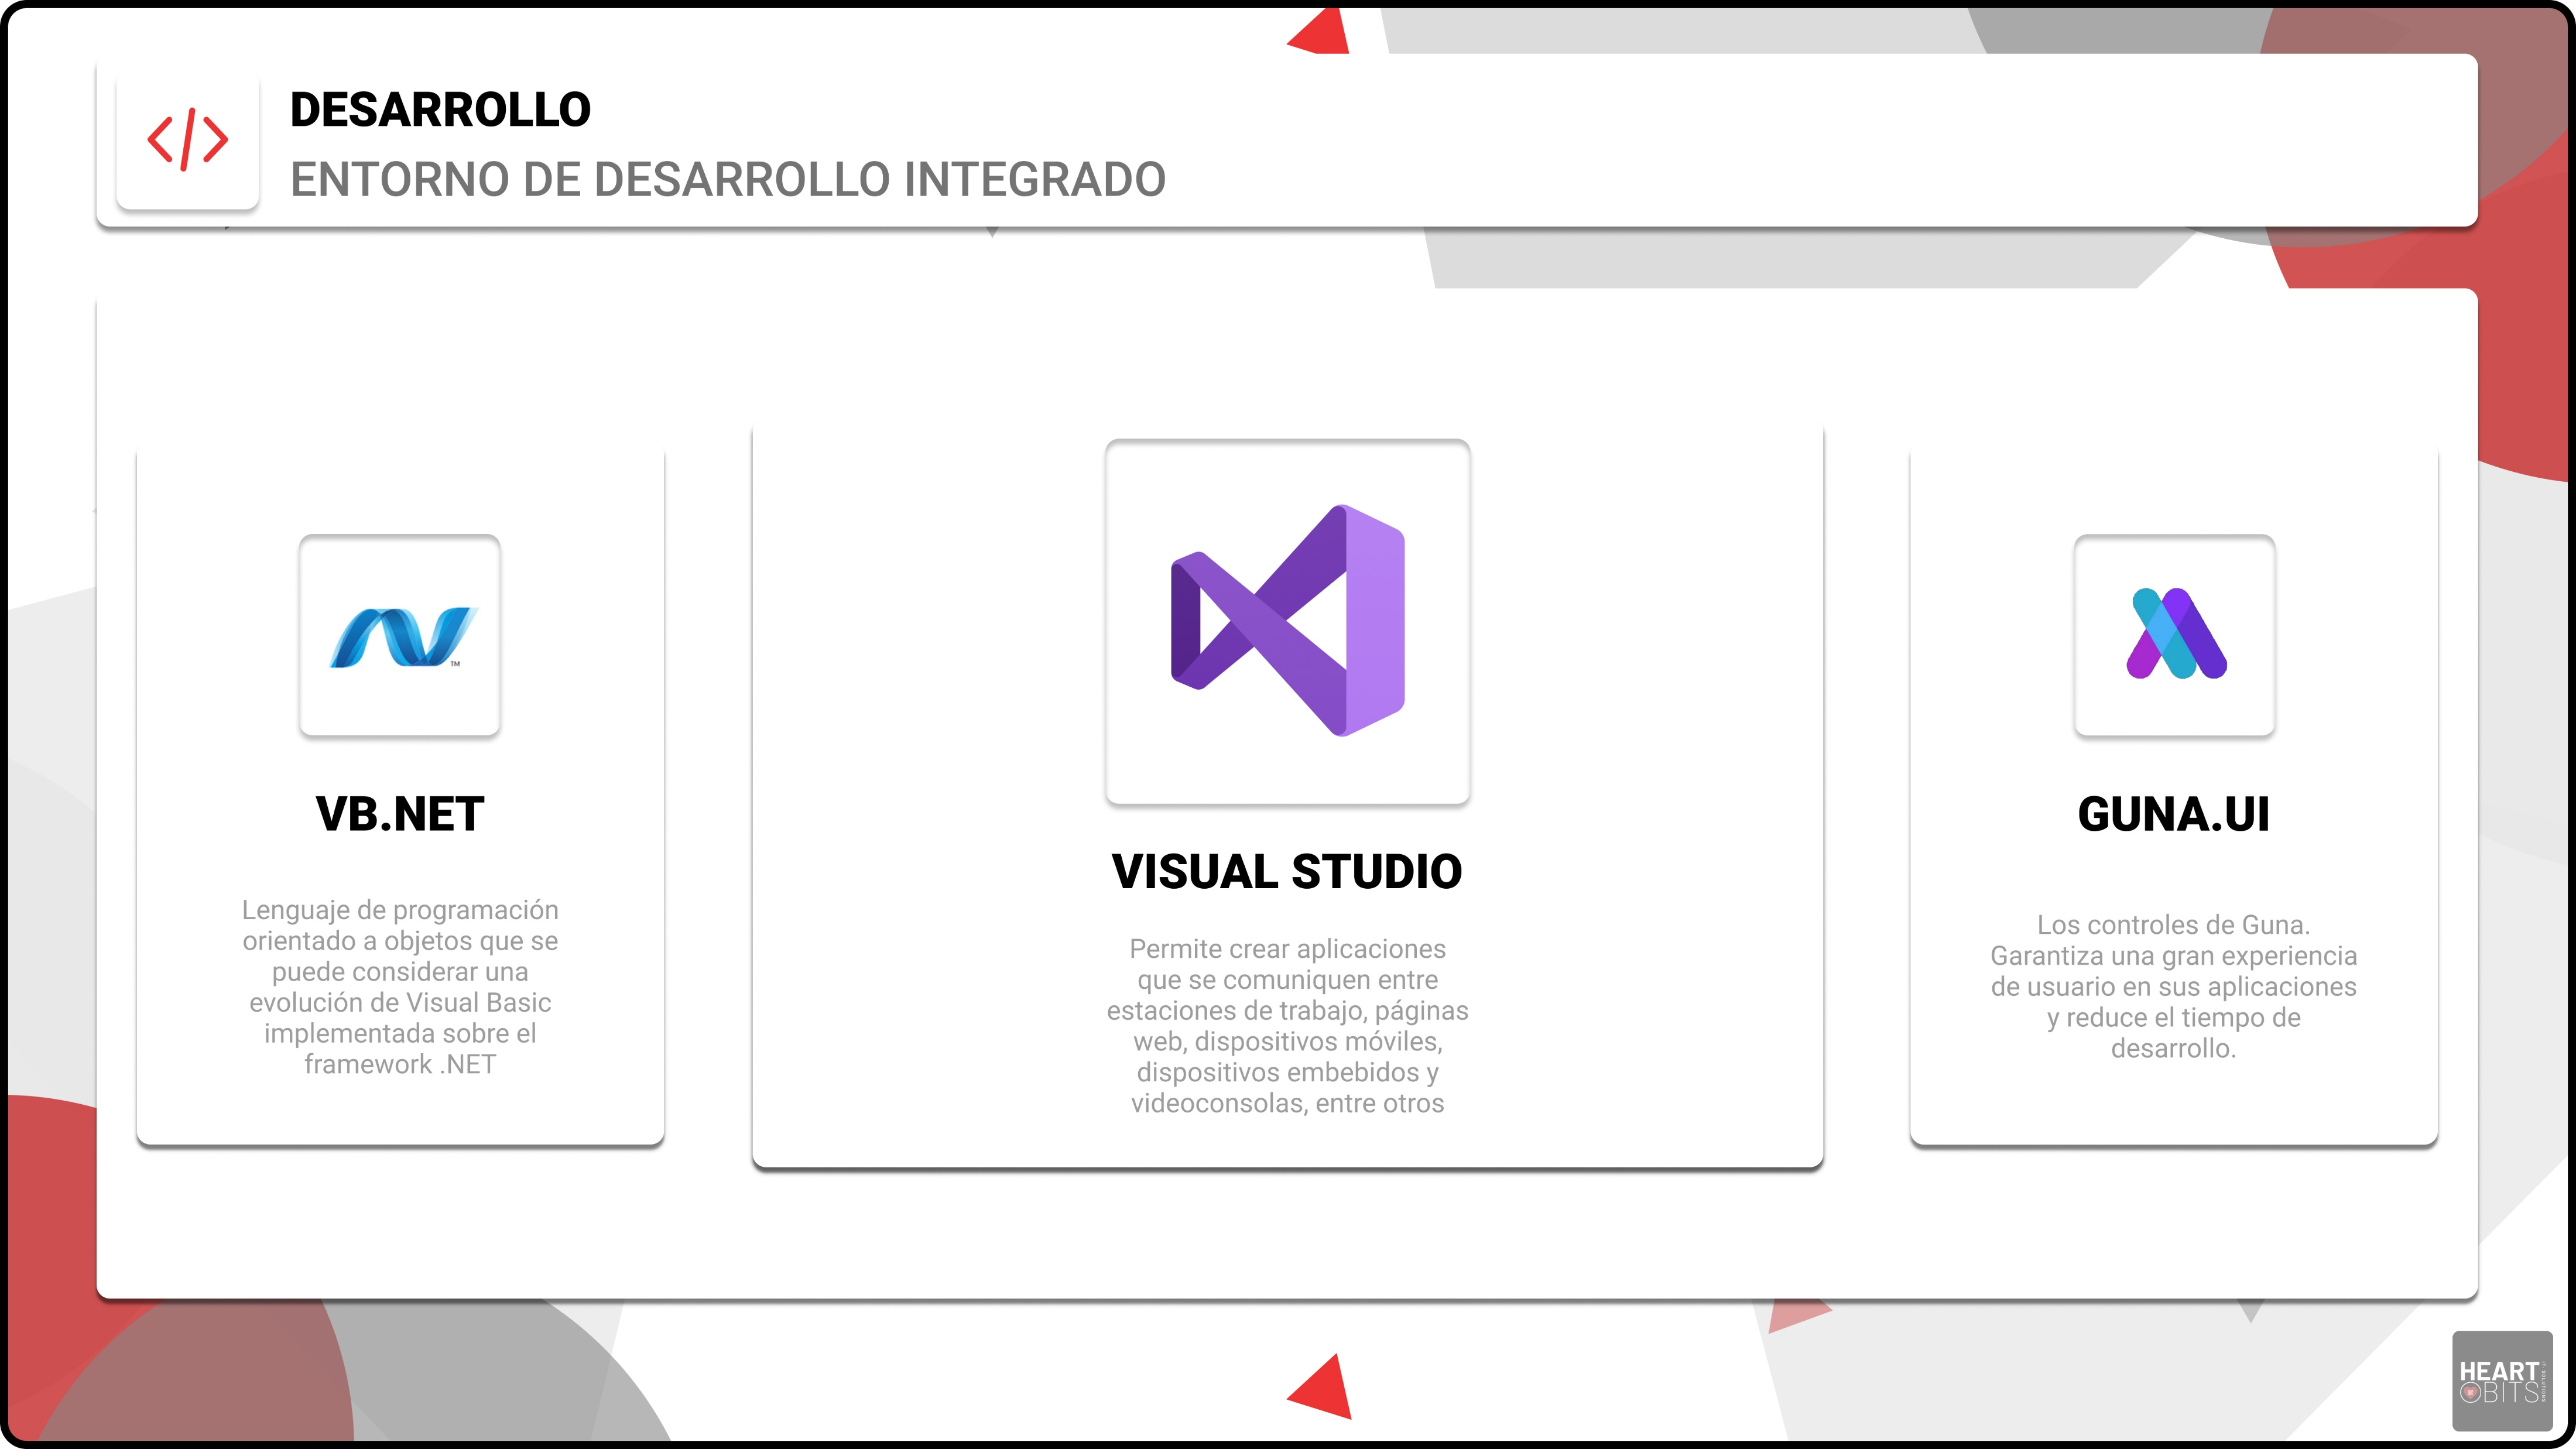 DESARROLLO
ENTORNO DE DESARROLLO INTEGRADO
TM
VB.NET
Lenguaje de programación
orientado a objetos que se
puede considerar una
evolución de Visual Basic
implementada sobre el
framework .NET
VISUAL STUDIO
Permite crear aplicaciones
que se comuniquen entre
estaciones de trabajo, páginas
web, dispositivos móviles,
dispositivos embebidos y
videoconsolas, entre otros
GUNA.UI
Los controles de Guna.
Garantiza una gran experiencia
de usuario en sus aplicaciones
y reduce el tiempo de
desarrollo.
HEART
BITS
IT SOLUTIONS